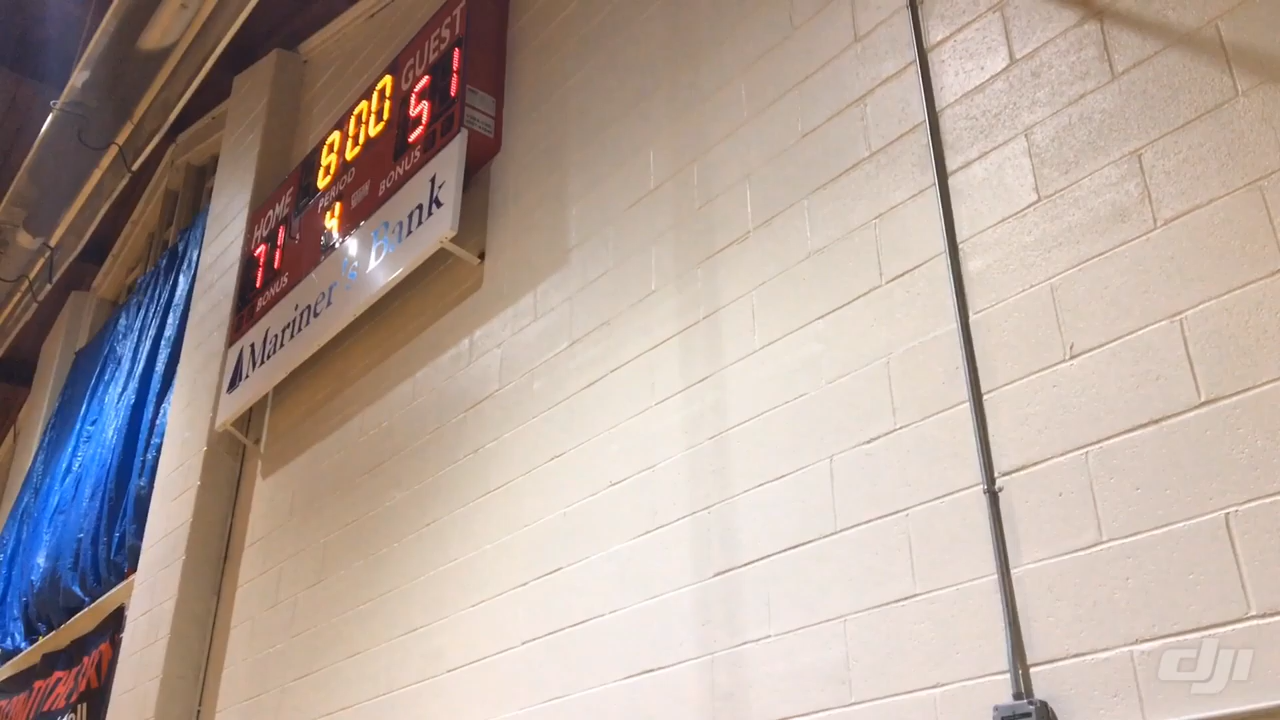 GUEST
8:00
51
HOME
PERIOD
BONUS
71
4
BONUS
Mariner's Bank
dji